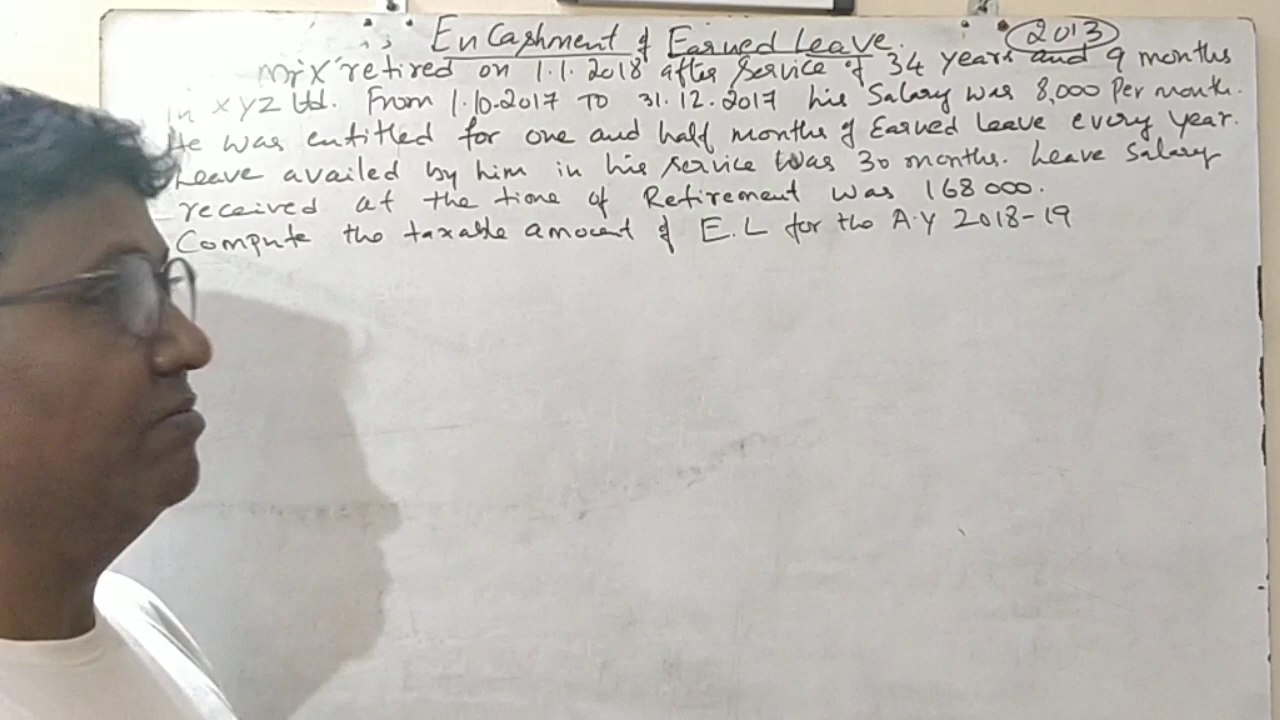 Encashment of Earned Leave.
2013
Mr X retired on 1.1.2018 after service of 34 years and 9 months
in XYZ Ltd. From 1.10.2017 To 31.12.2017 his Salary was 8,000 Per month.
He was entitled for one and half months of Earned Leave every year.
Leave availed by him in his service was 30 months. Leave Salary
received at the time of Retirement was 168000.
Compute the taxable amount of E.L for the A.Y 2018-19